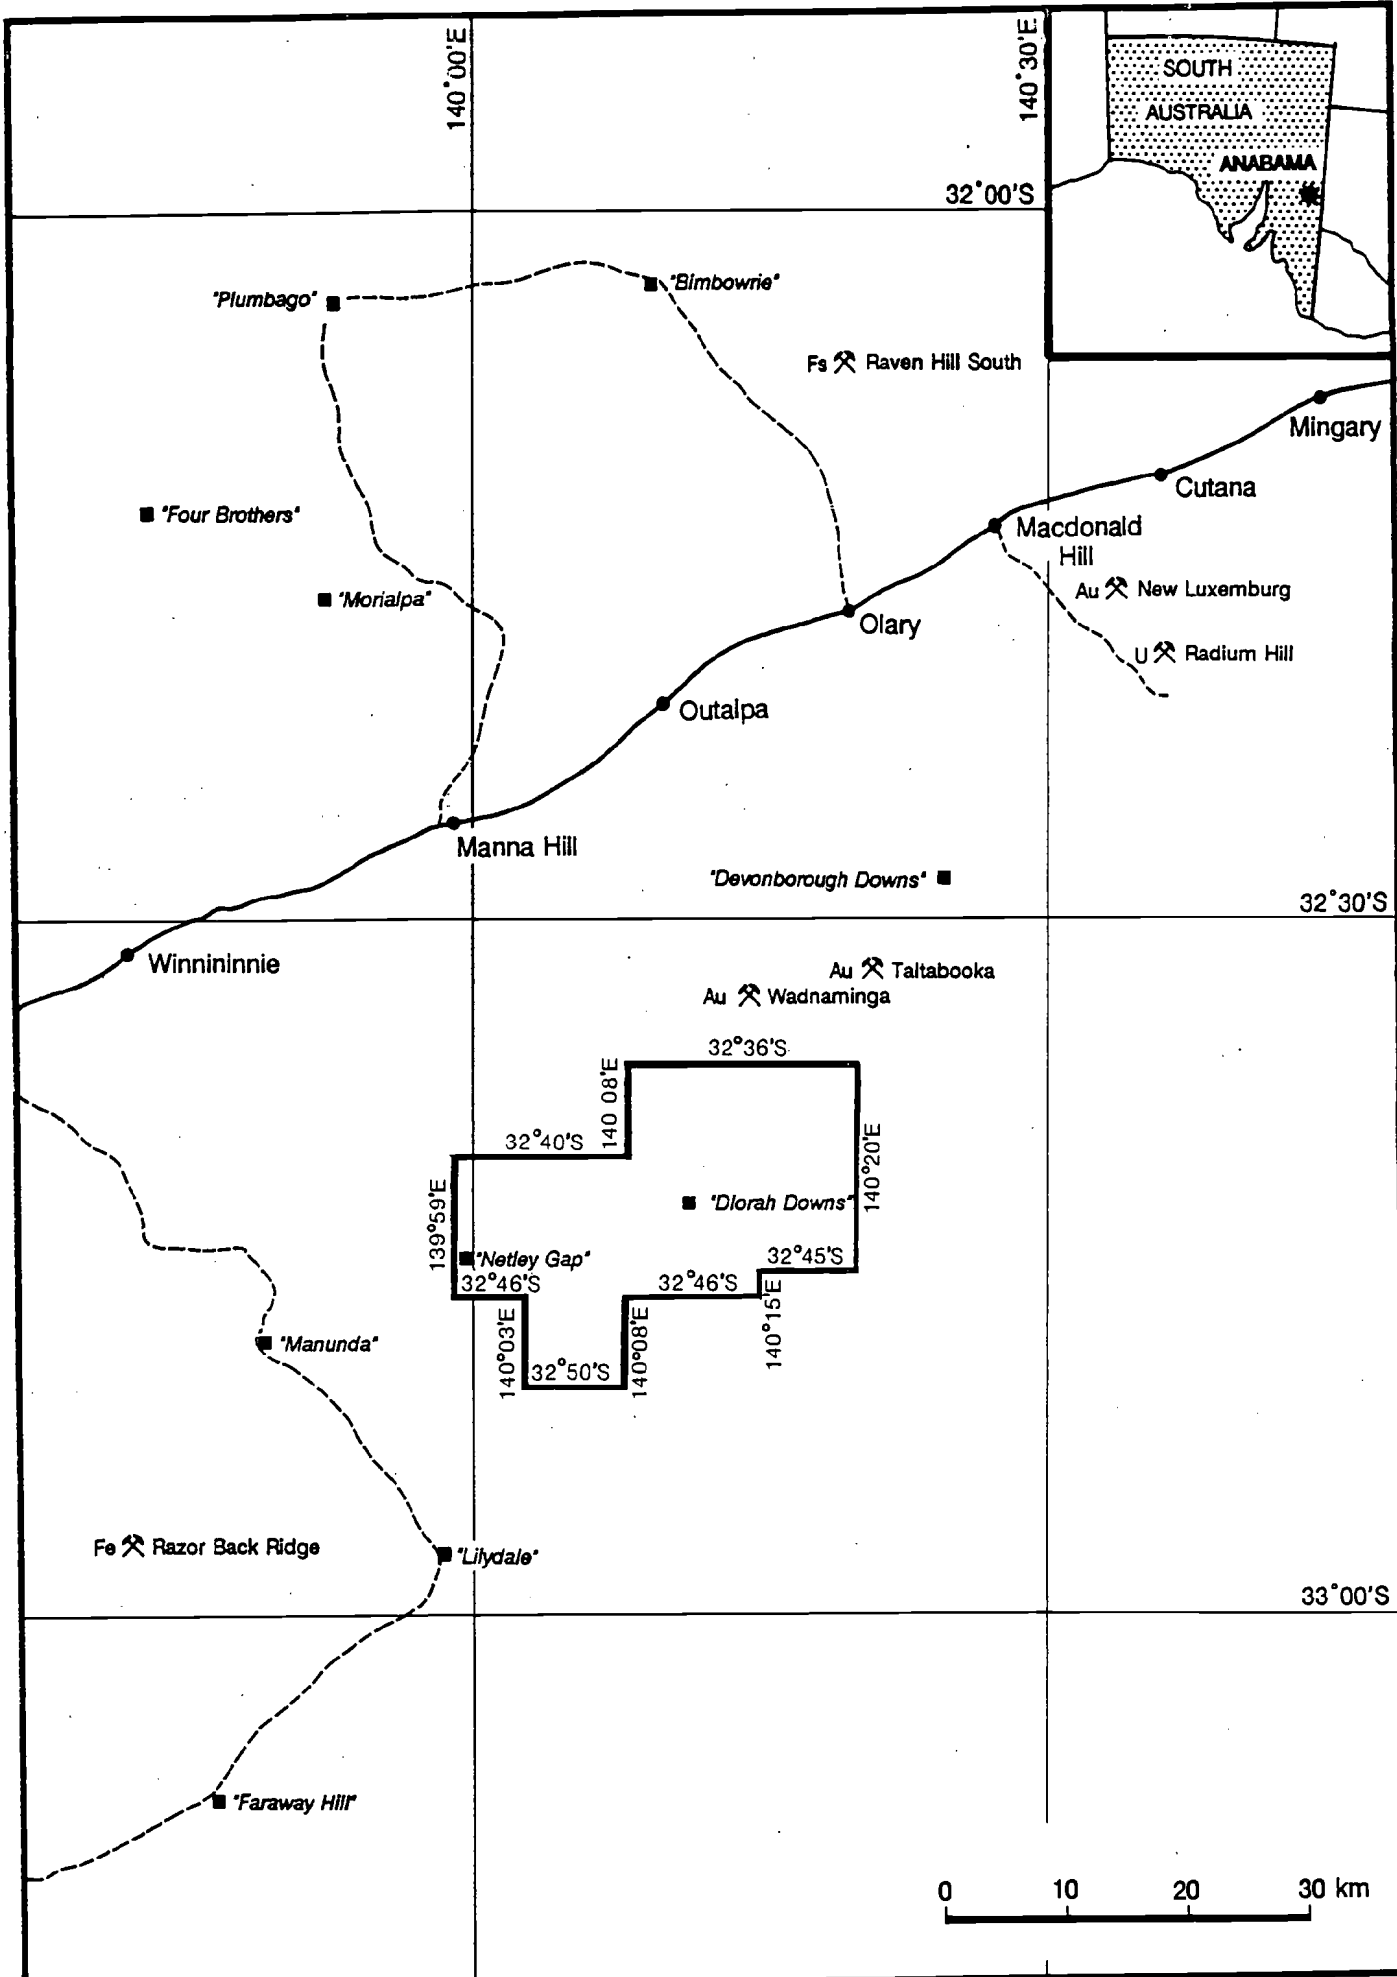 140°00'E
140°30'E
SOUTH
AUSTRALIA
ANABAMA
32°00'S
"Plumbago"
"Bimbowrie"
Fs Raven Hill South
Mingary
Cutana
"Four Brothers"
Macdonald
Hill
Au New Luxemburg
"Morialpa"
Olary
U Radium Hill
Outalpa
Manna Hill
"Devonborough Downs"
32°30'S
Winnininnie
Au Taltabooka
Au Wadnaminga
32°36'S
140 08'E
32°40'S
140°20'E
139°59'E
"Diorah Downs"
"Netley Gap"
32°45'S
32°46'S
32°46'S
140°15'E
140°03'E
140°08'E
"Manunda"
32°50'S
Fe Razor Back Ridge
"Lilydale"
33°00'S
"Faraway Hill"
0 10 20 30 km